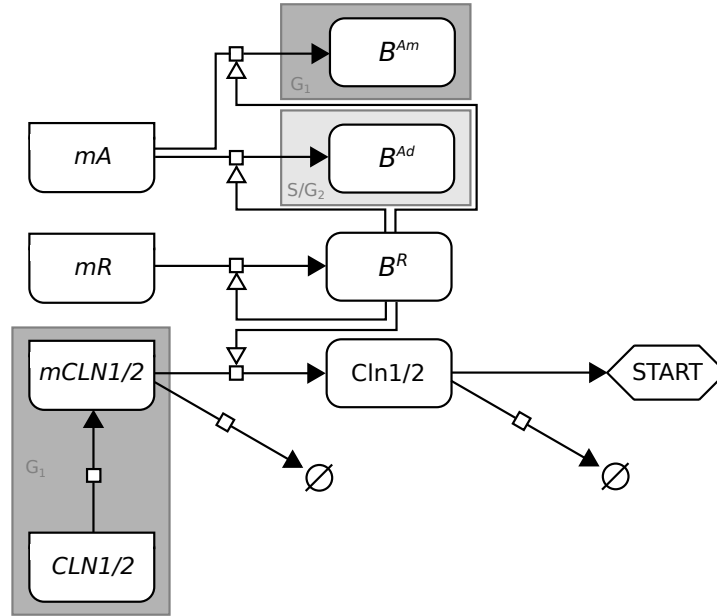 B^Am
G₁
mA
B^Ad
S/G₂
mR
B^R
mCLN1/2
Cln1/2
START
G₁
CLN1/2